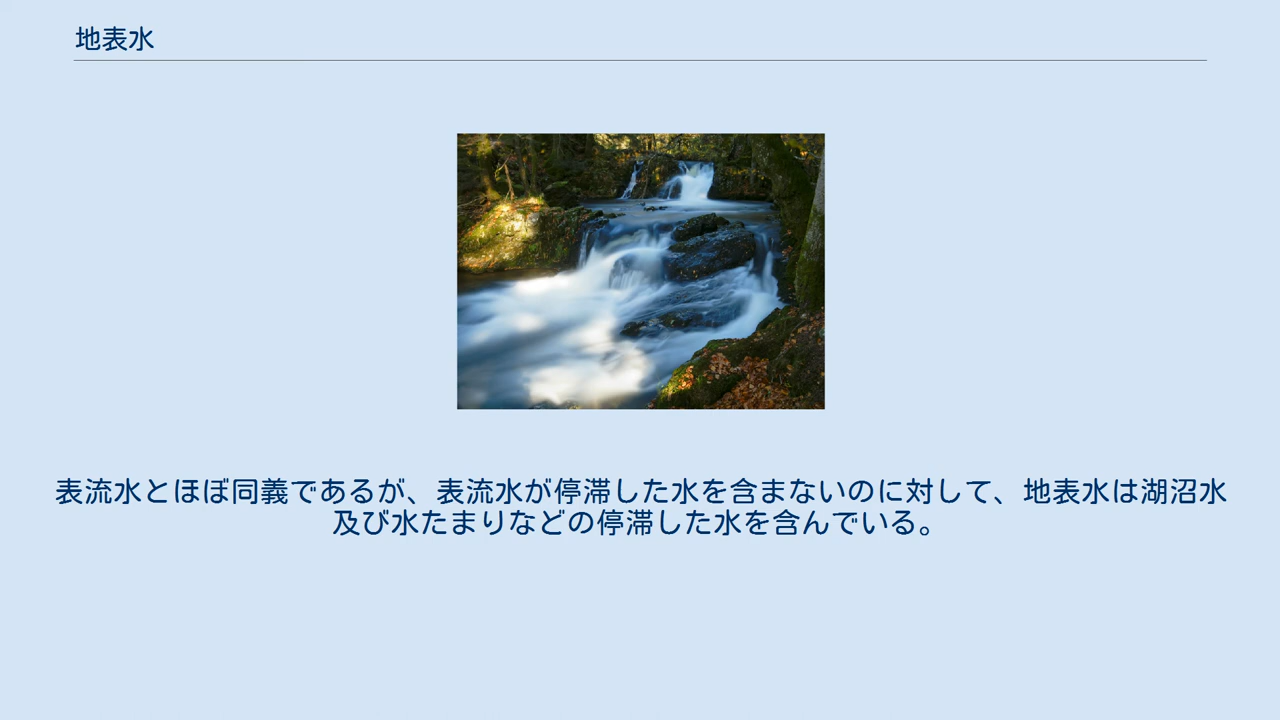 地表水
表流水とほぼ同義であるが、表流水が停滞した水を含まないのに対して、地表水は湖沼水
及び水たまりなどの停滞した水を含んでいる。